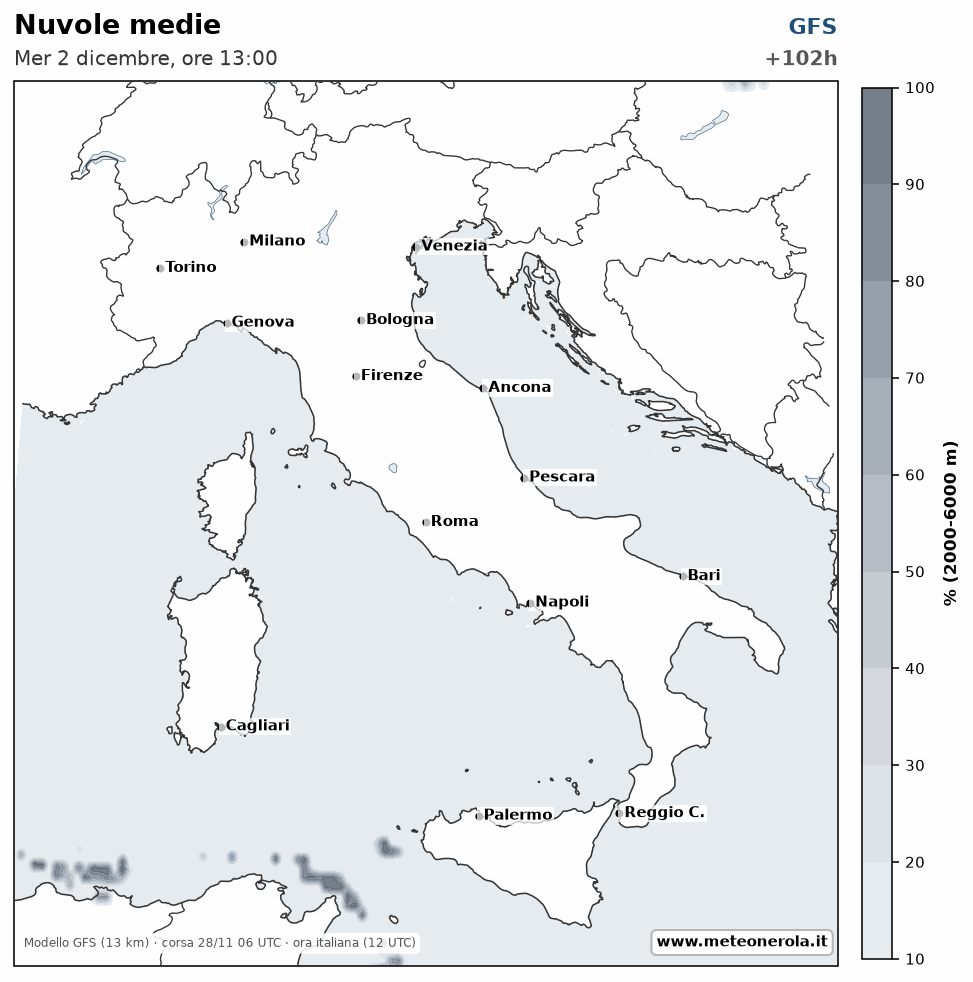 Nuvole medie
GFS
Mer 2 dicembre, ore 13:00
+102h
100
90
80
70
60
50
40
30
20
10
% (2000-6000 m)
Milano
Venezia
Torino
Genova
Bologna
Firenze
Ancona
Pescara
Roma
Bari
Napoli
Cagliari
Palermo
Reggio C.
Modello GFS (13 km) · corsa 28/11 06 UTC · ora italiana (12 UTC)
www.meteonerola.it